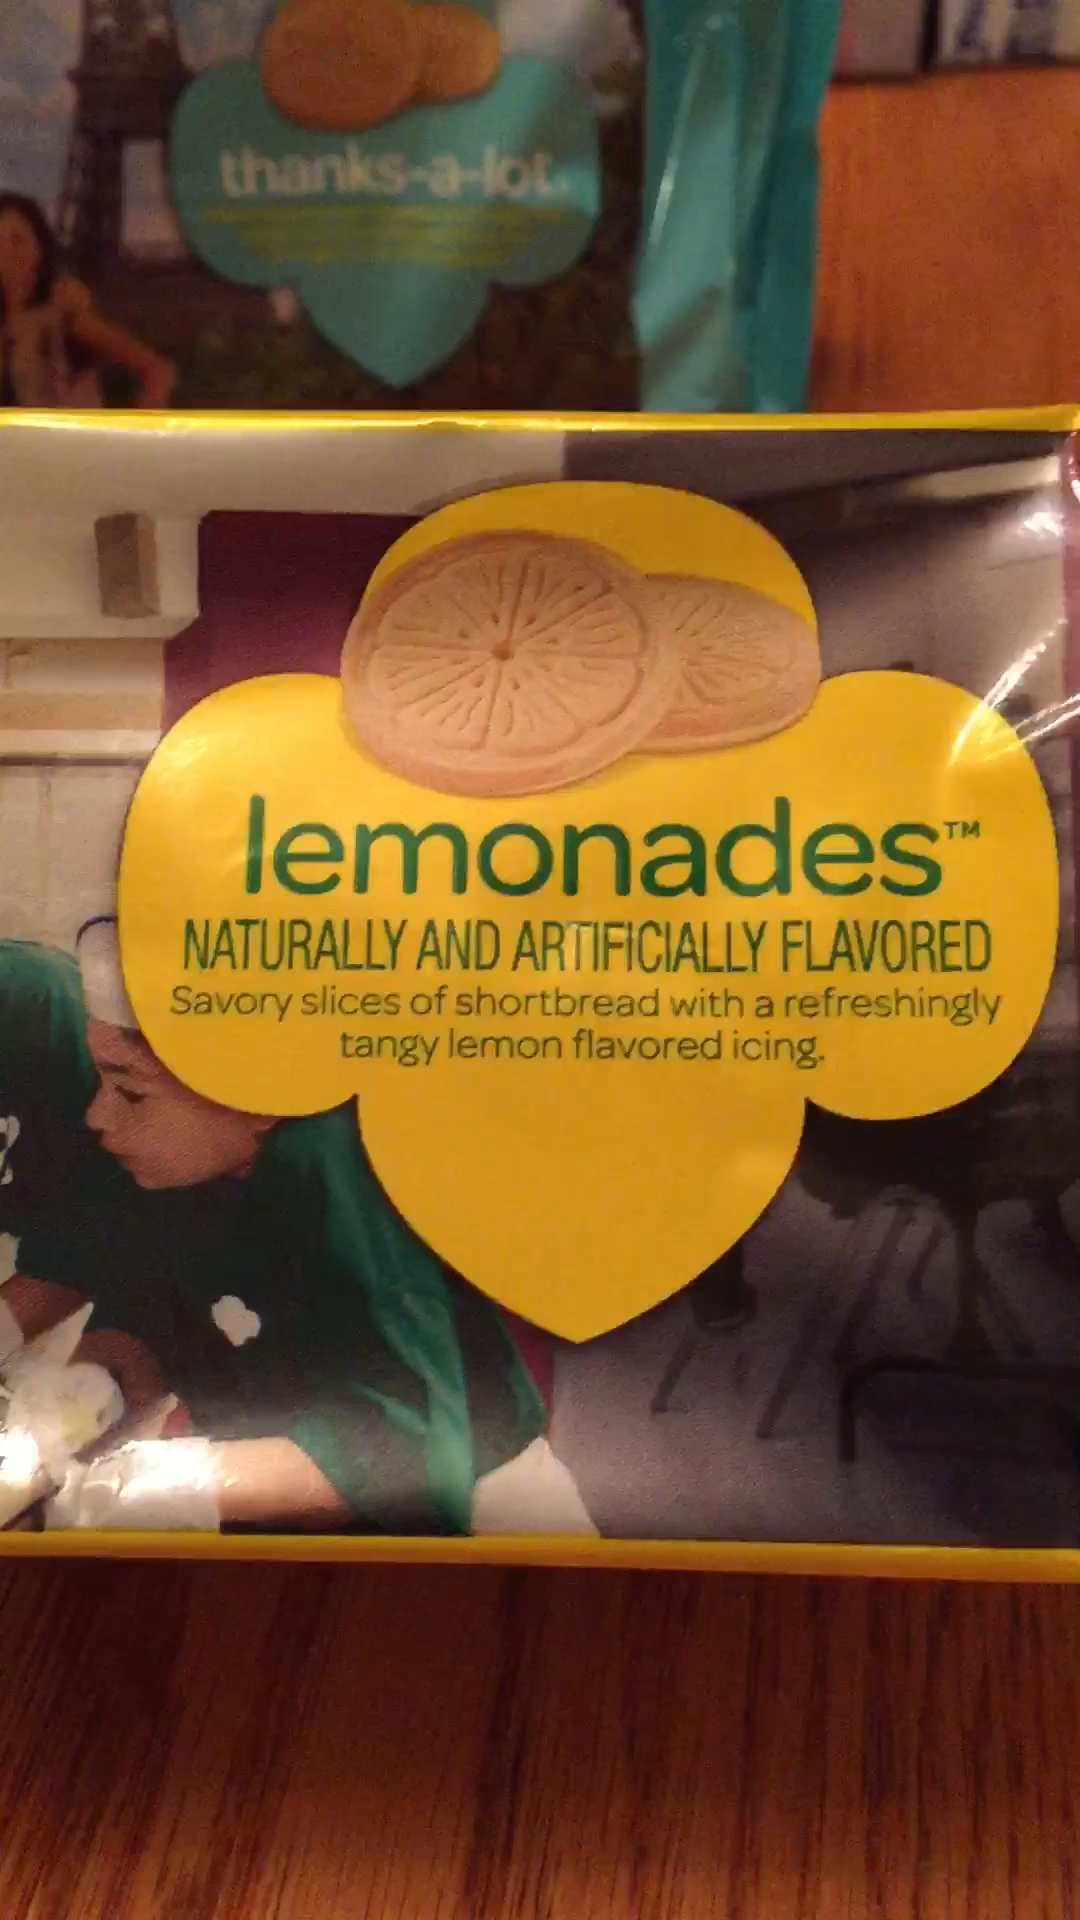 thanks-a-lot.
lemonades™
NATURALLY AND ARTIFICIALLY FLAVORED
Savory slices of shortbread with a refreshingly
tangy lemon flavored icing.